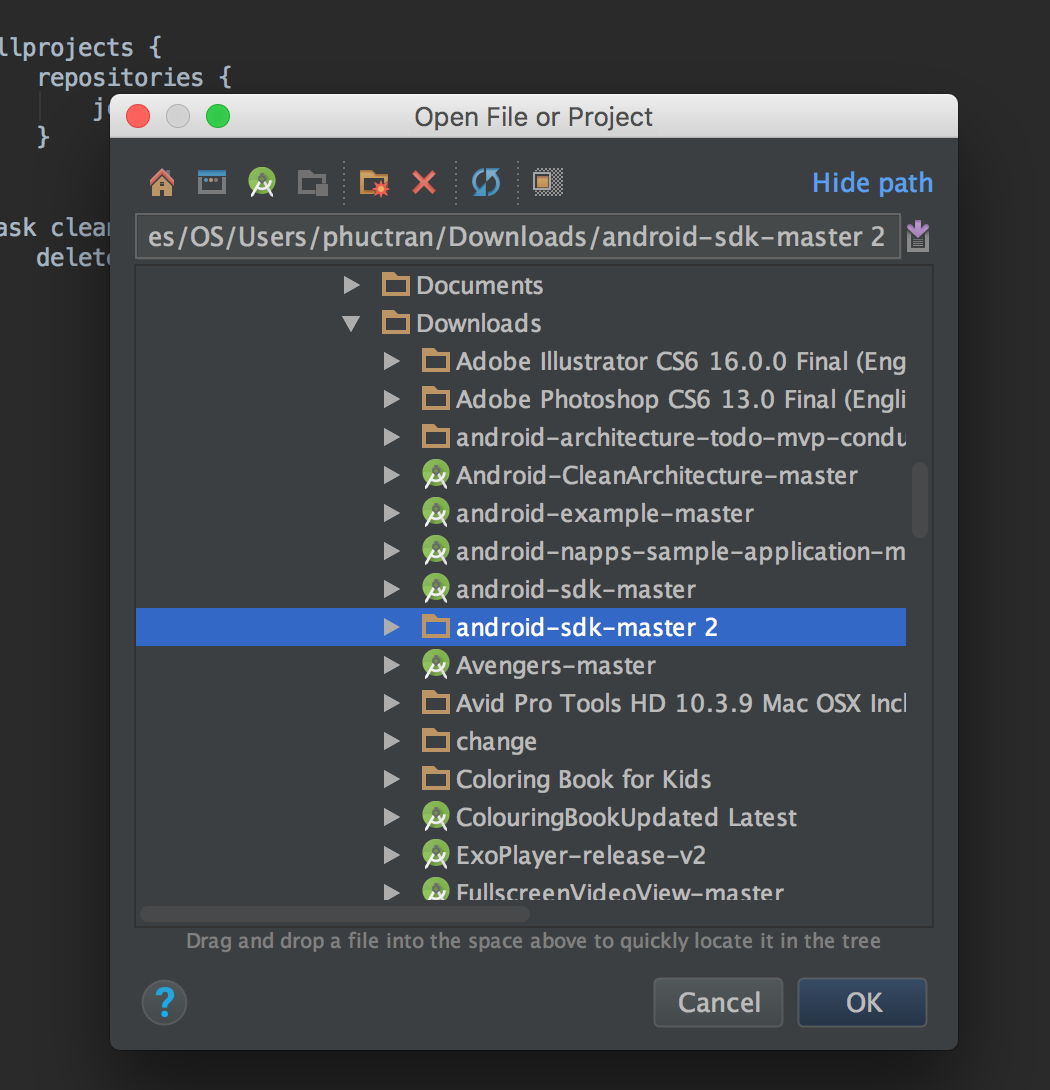 llprojects {
repositories {
Open File or Project
}
Hide path
ask clean
delete
es/OS/Users/phuctran/Downloads/android-sdk-master 2
Documents
Downloads
Adobe Illustrator CS6 16.0.0 Final (Eng
Adobe Photoshop CS6 13.0 Final (Engli
android-architecture-todo-mvp-condu
Android-CleanArchitecture-master
android-example-master
android-napps-sample-application-m
android-sdk-master
android-sdk-master 2
Avengers-master
Avid Pro Tools HD 10.3.9 Mac OSX Incl
change
Coloring Book for Kids
ColouringBookUpdated Latest
ExoPlayer-release-v2
FullscreenVideoView-master
Drag and drop a file into the space above to quickly locate it in the tree
?
Cancel
OK